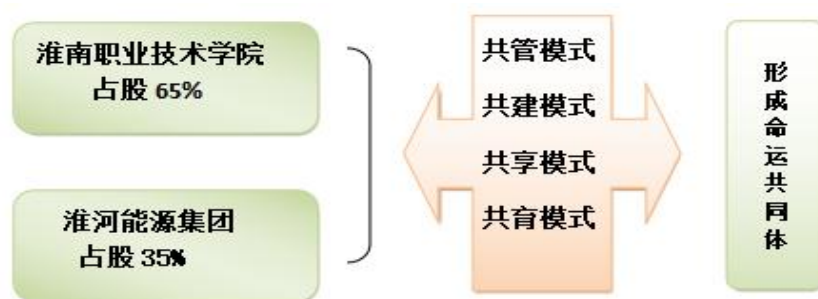 淮南职业技术学院
占股 65%
淮河能源集团
占股 35%
共管模式
共建模式
共享模式
共育模式
形成命运共同体